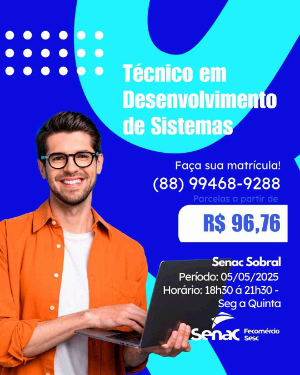 Técnico em
Desenvolvimento
de Sistemas
Faça sua matrícula!
(88) 99468-9288
Parcelas a partir de
R$ 96,76
Senac Sobral
Período: 05/05/2025
Horário: 18h30 á 21h30 -
Seg a Quinta
Senac
Fecomércio
Sesc